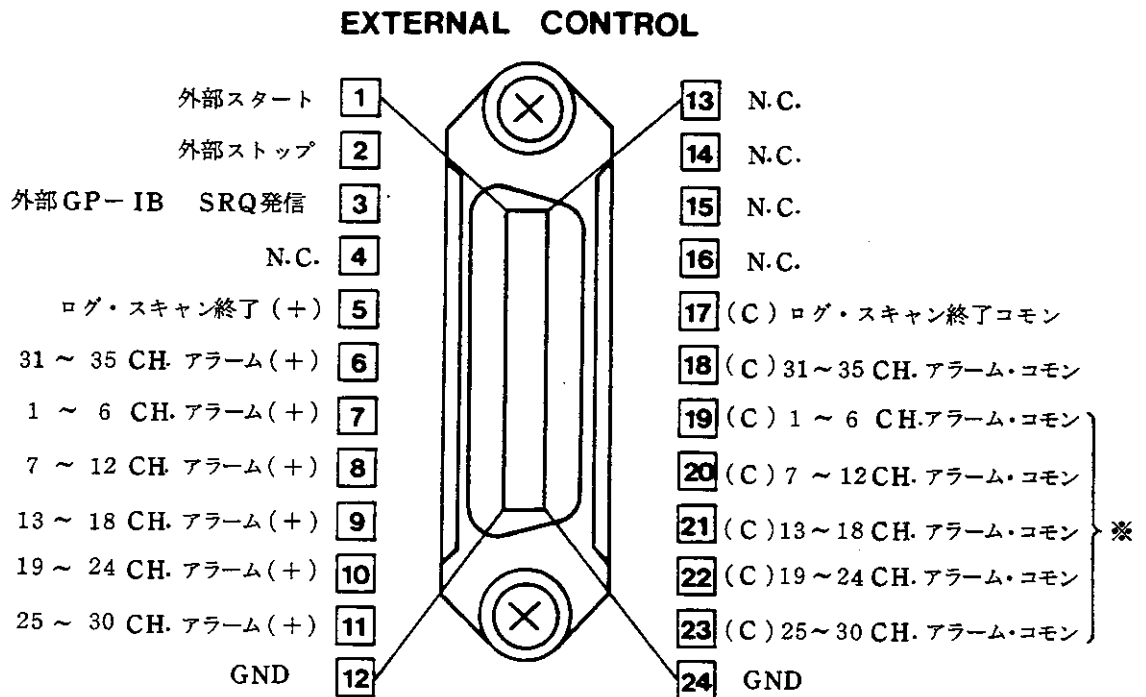 EXTERNAL CONTROL
外部スタート 1
外部ストップ 2
外部GP－IB SRQ発信 3
N.C. 4
ログ・スキャン終了(+) 5
31 ~ 35 CH. アラーム(+) 6
1 ~ 6 CH. アラーム(+) 7
7 ~ 12 CH. アラーム(+) 8
13 ~ 18 CH. アラーム(+) 9
19 ~ 24 CH. アラーム(+) 10
25 ~ 30 CH. アラーム(+) 11
GND 12
13 N.C.
14 N.C.
15 N.C.
16 N.C.
17 (C) ログ・スキャン終了コモン
18 (C) 31~35 CH. アラーム・コモン
19 (C) 1 ~ 6 CH.アラーム・コモン
20 (C) 7 ~ 12 CH. アラーム・コモン
21 (C) 13~18 CH. アラーム・コモン ※
22 (C) 19~24 CH. アラーム・コモン
23 (C) 25~30 CH. アラーム・コモン
24 GND